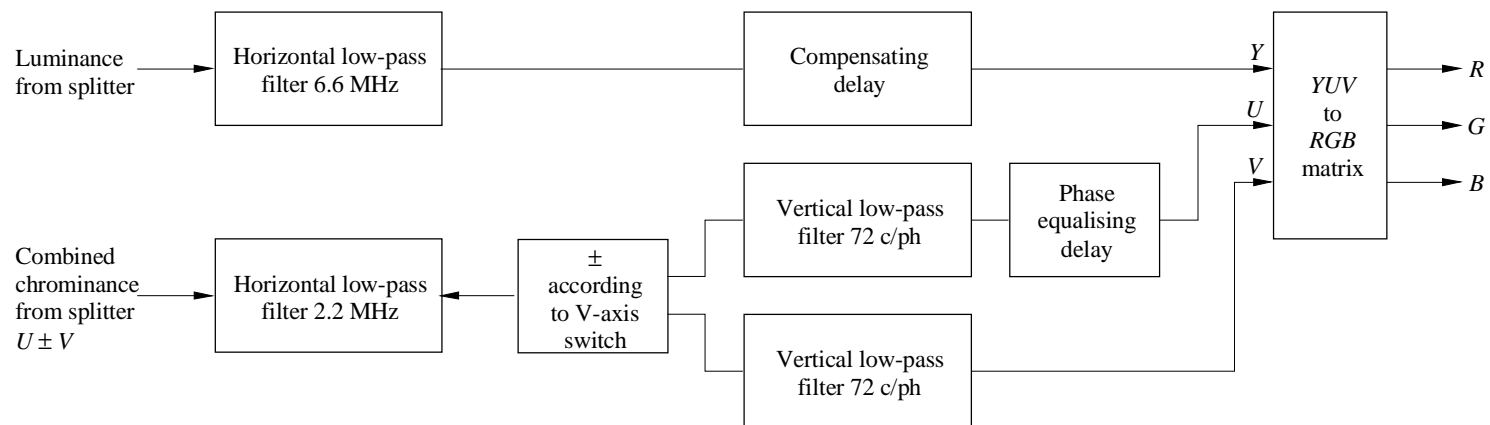 Luminance
from splitter
Horizontal low-pass
filter 6.6 MHz
Compensating
delay
Y
U
V
YUV
to
RGB
matrix
R
G
B
Combined
chrominance
from splitter
U ± V
Horizontal low-pass
filter 2.2 MHz
±
according
to V-axis
switch
Vertical low-pass
filter 72 c/ph
Phase
equalising
delay
Vertical low-pass
filter 72 c/ph